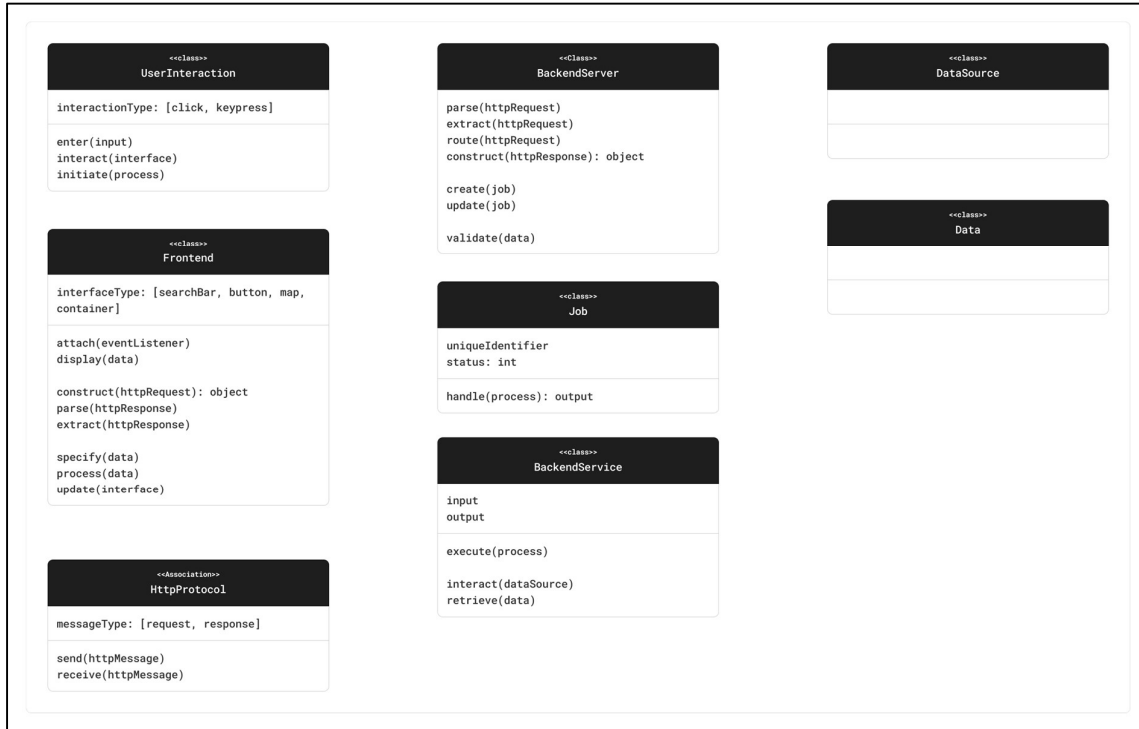 <<class>>
UserInteraction
interactionType: [click, keypress]
enter(input)
interact(interface)
initiate(process)
<<class>>
Frontend
interfaceType: [searchBar, button, map,
container]
attach(eventListener)
display(data)
construct(httpRequest): object
parse(httpResponse)
extract(httpResponse)
specify(data)
process(data)
update(interface)
<<Association>>
HttpProtocol
messageType: [request, response]
send(httpMessage)
receive(httpMessage)
<<Class>>
BackendServer
parse(httpRequest)
extract(httpRequest)
route(httpRequest)
construct(httpResponse): object
create(job)
update(job)
validate(data)
<<class>>
Job
uniqueIdentifier
status: int
handle(process): output
<<class>>
BackendService
input
output
execute(process)
interact(dataSource)
retrieve(data)
<<class>>
DataSource
<<class>>
Data